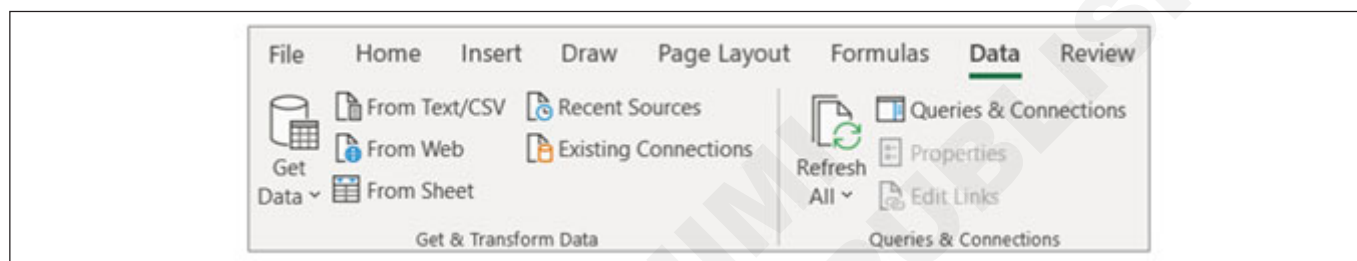 File Home Insert Draw Page Layout Formulas Data Review
From Text/CSV Recent Sources
From Web Existing Connections
From Sheet
Get
Data
Get & Transform Data
Refresh
All
Queries & Connections
Properties
Edit Links
Queries & Connections